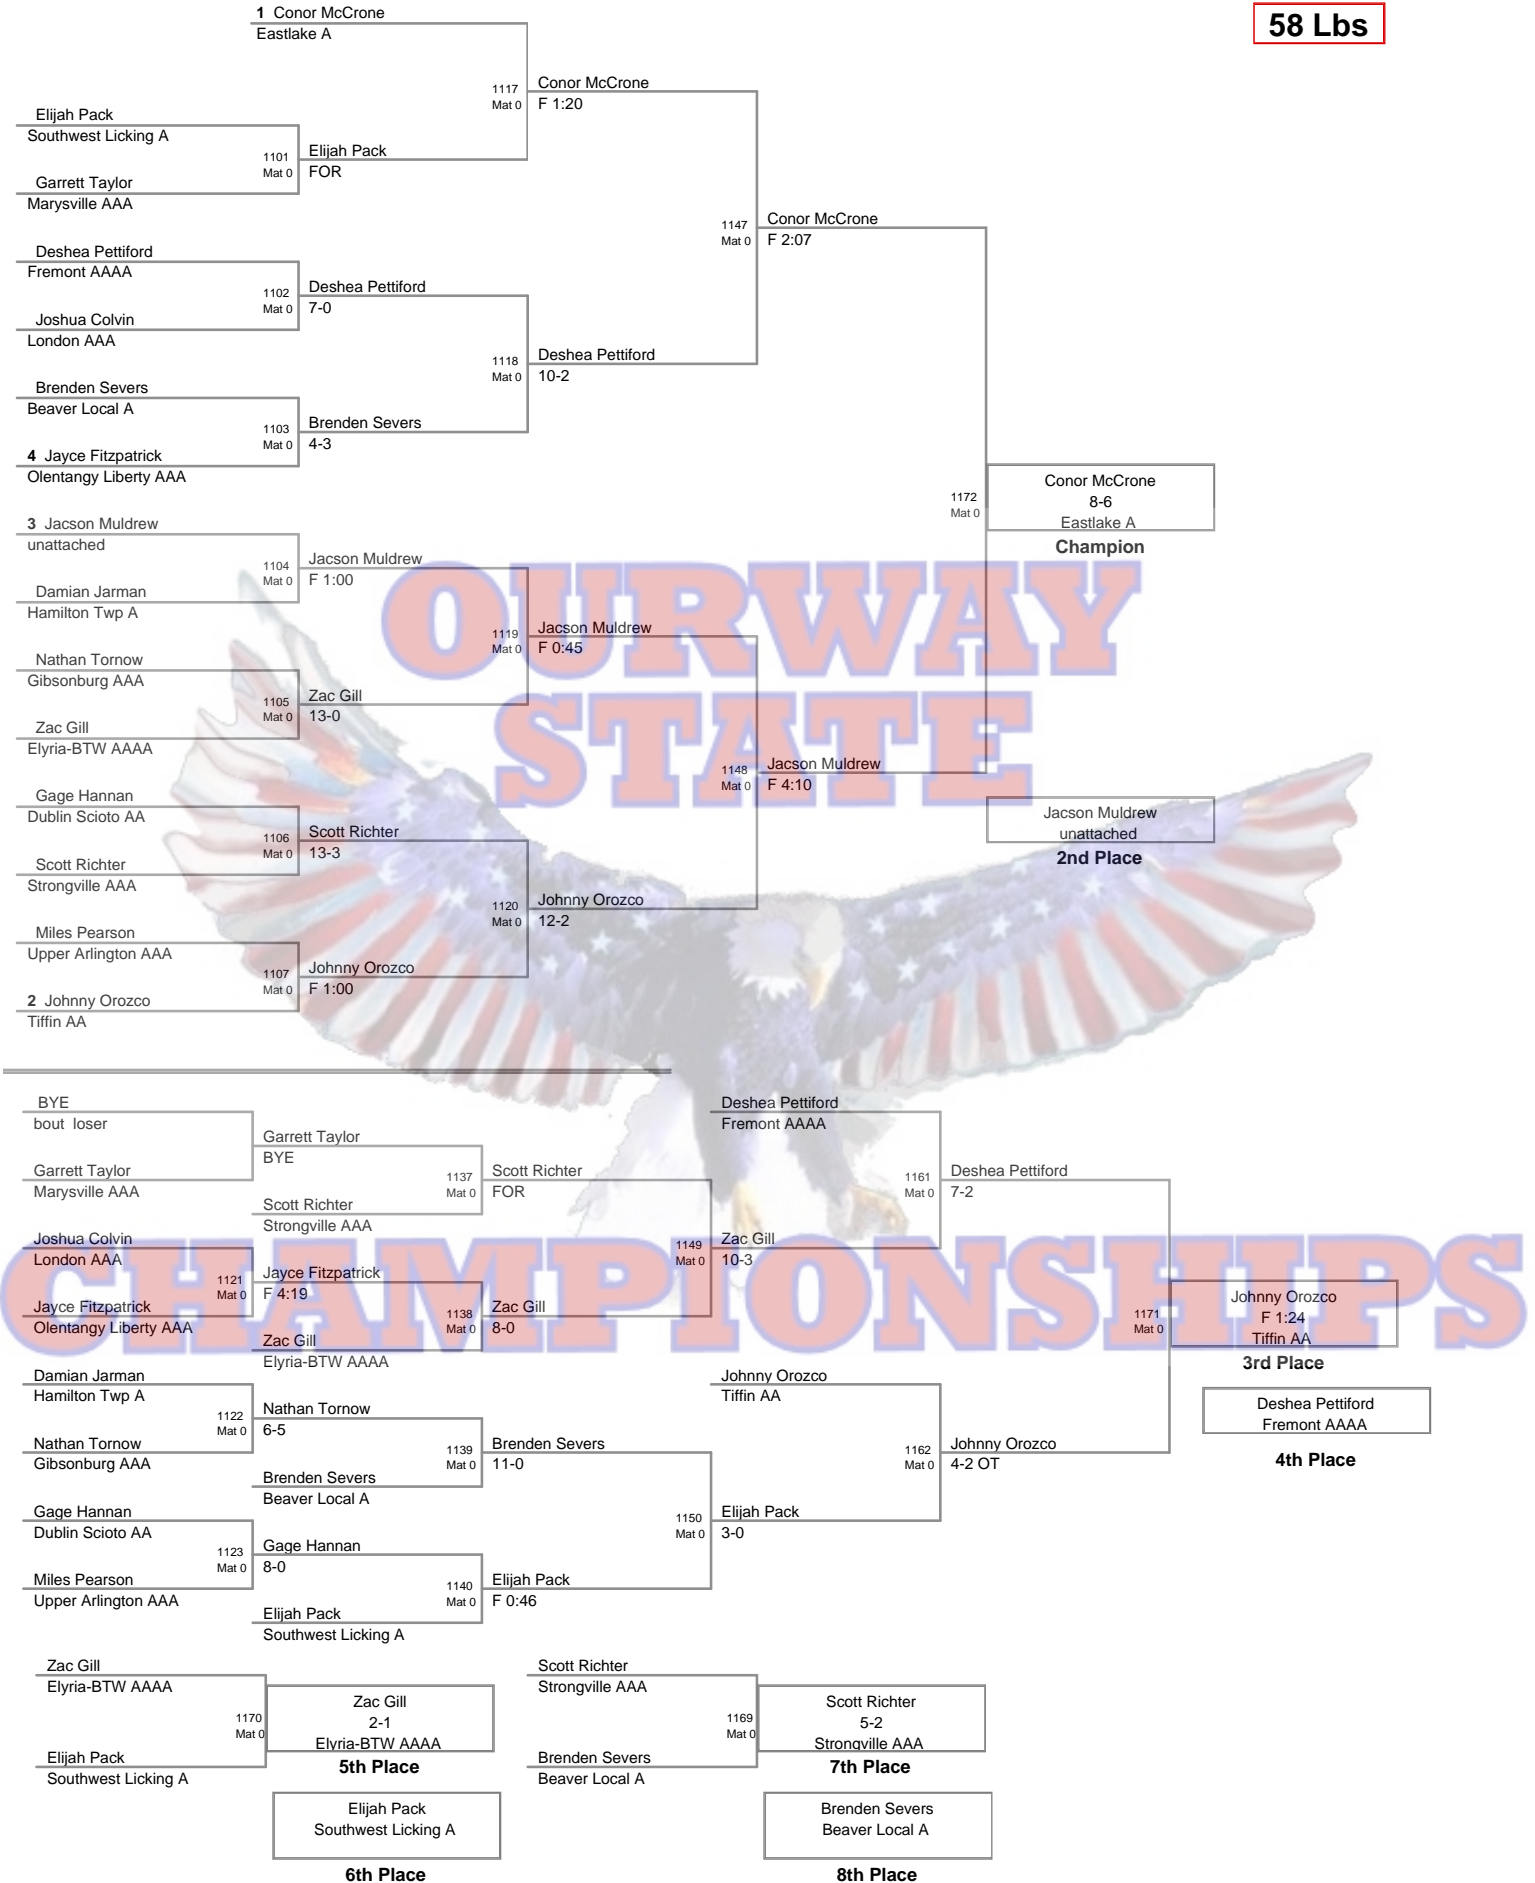 58 Lbs
1 Conor McCrone
Eastlake A
1117
Mat 0
Conor McCrone
F 1:20
Elijah Pack
Southwest Licking A
1101
Mat 0
Elijah Pack
FOR
Garrett Taylor
Marysville AAA
1147
Mat 0
Conor McCrone
F 2:07
Deshea Pettiford
Fremont AAAA
1102
Mat 0
Deshea Pettiford
7-0
Joshua Colvin
London AAA
1118
Mat 0
Deshea Pettiford
10-2
Brenden Severs
Beaver Local A
1103
Mat 0
Brenden Severs
4-3
4 Jayce Fitzpatrick
Olentangy Liberty AAA
1172
Mat 0
Conor McCrone
8-6
Eastlake A
Champion
3 Jacson Muldrew
unattached
1104
Mat 0
Jacson Muldrew
F 1:00
Damian Jarman
Hamilton Twp A
OURWAY
STATE
1119
Mat 0
Jacson Muldrew
F 0:45
Nathan Tornow
Gibsonburg AAA
1105
Mat 0
Zac Gill
13-0
Zac Gill
Elyria-BTW AAAA
1148
Mat 0
Jacson Muldrew
F 4:10
Gage Hannan
Dublin Scioto AA
1106
Mat 0
Scott Richter
13-3
Jacson Muldrew
unattached
2nd Place
Scott Richter
Strongville AAA
1120
Mat 0
Johnny Orozco
12-2
Miles Pearson
Upper Arlington AAA
1107
Mat 0
Johnny Orozco
F 1:00
2 Johnny Orozco
Tiffin AA
BYE
bout loser
Garrett Taylor
BYE
Garrett Taylor
Marysville AAA
1137
Mat 0
Scott Richter
FOR
Scott Richter
Strongville AAA
Deshea Pettiford
Fremont AAAA
1161
Mat 0
Deshea Pettiford
7-2
Joshua Colvin
London AAA
1121
Mat 0
Jayce Fitzpatrick
F 4:19
Jayce Fitzpatrick
Olentangy Liberty AAA
1138
Mat 0
Zac Gill
8-0
Zac Gill
Elyria-BTW AAAA
1149
Mat 0
Zac Gill
10-3
CHAMPIONSHIPS
1171
Mat 0
Johnny Orozco
F 1:24
Tiffin AA
3rd Place
Damian Jarman
Hamilton Twp A
1122
Mat 0
Nathan Tornow
6-5
Nathan Tornow
Gibsonburg AAA
1139
Mat 0
Brenden Severs
11-0
Brenden Severs
Beaver Local A
Johnny Orozco
Tiffin AA
1162
Mat 0
Johnny Orozco
4-2 OT
Deshea Pettiford
Fremont AAAA
4th Place
Gage Hannan
Dublin Scioto AA
1123
Mat 0
Gage Hannan
8-0
Miles Pearson
Upper Arlington AAA
1150
Mat 0
Elijah Pack
3-0
1140
Mat 0
Elijah Pack
F 0:46
Elijah Pack
Southwest Licking A
Zac Gill
Elyria-BTW AAAA
1170
Mat 0
Zac Gill
2-1
Elyria-BTW AAAA
5th Place
Elijah Pack
Southwest Licking A
Elijah Pack
Southwest Licking A
6th Place
Scott Richter
Strongville AAA
1169
Mat 0
Scott Richter
5-2
Strongville AAA
7th Place
Brenden Severs
Beaver Local A
Brenden Severs
Beaver Local A
8th Place